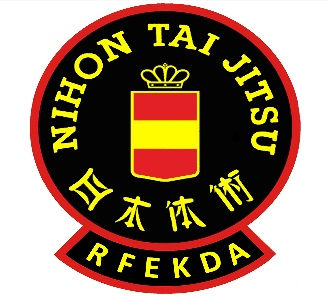 NIHON TAI JITSU
日本体術
RFEKDA